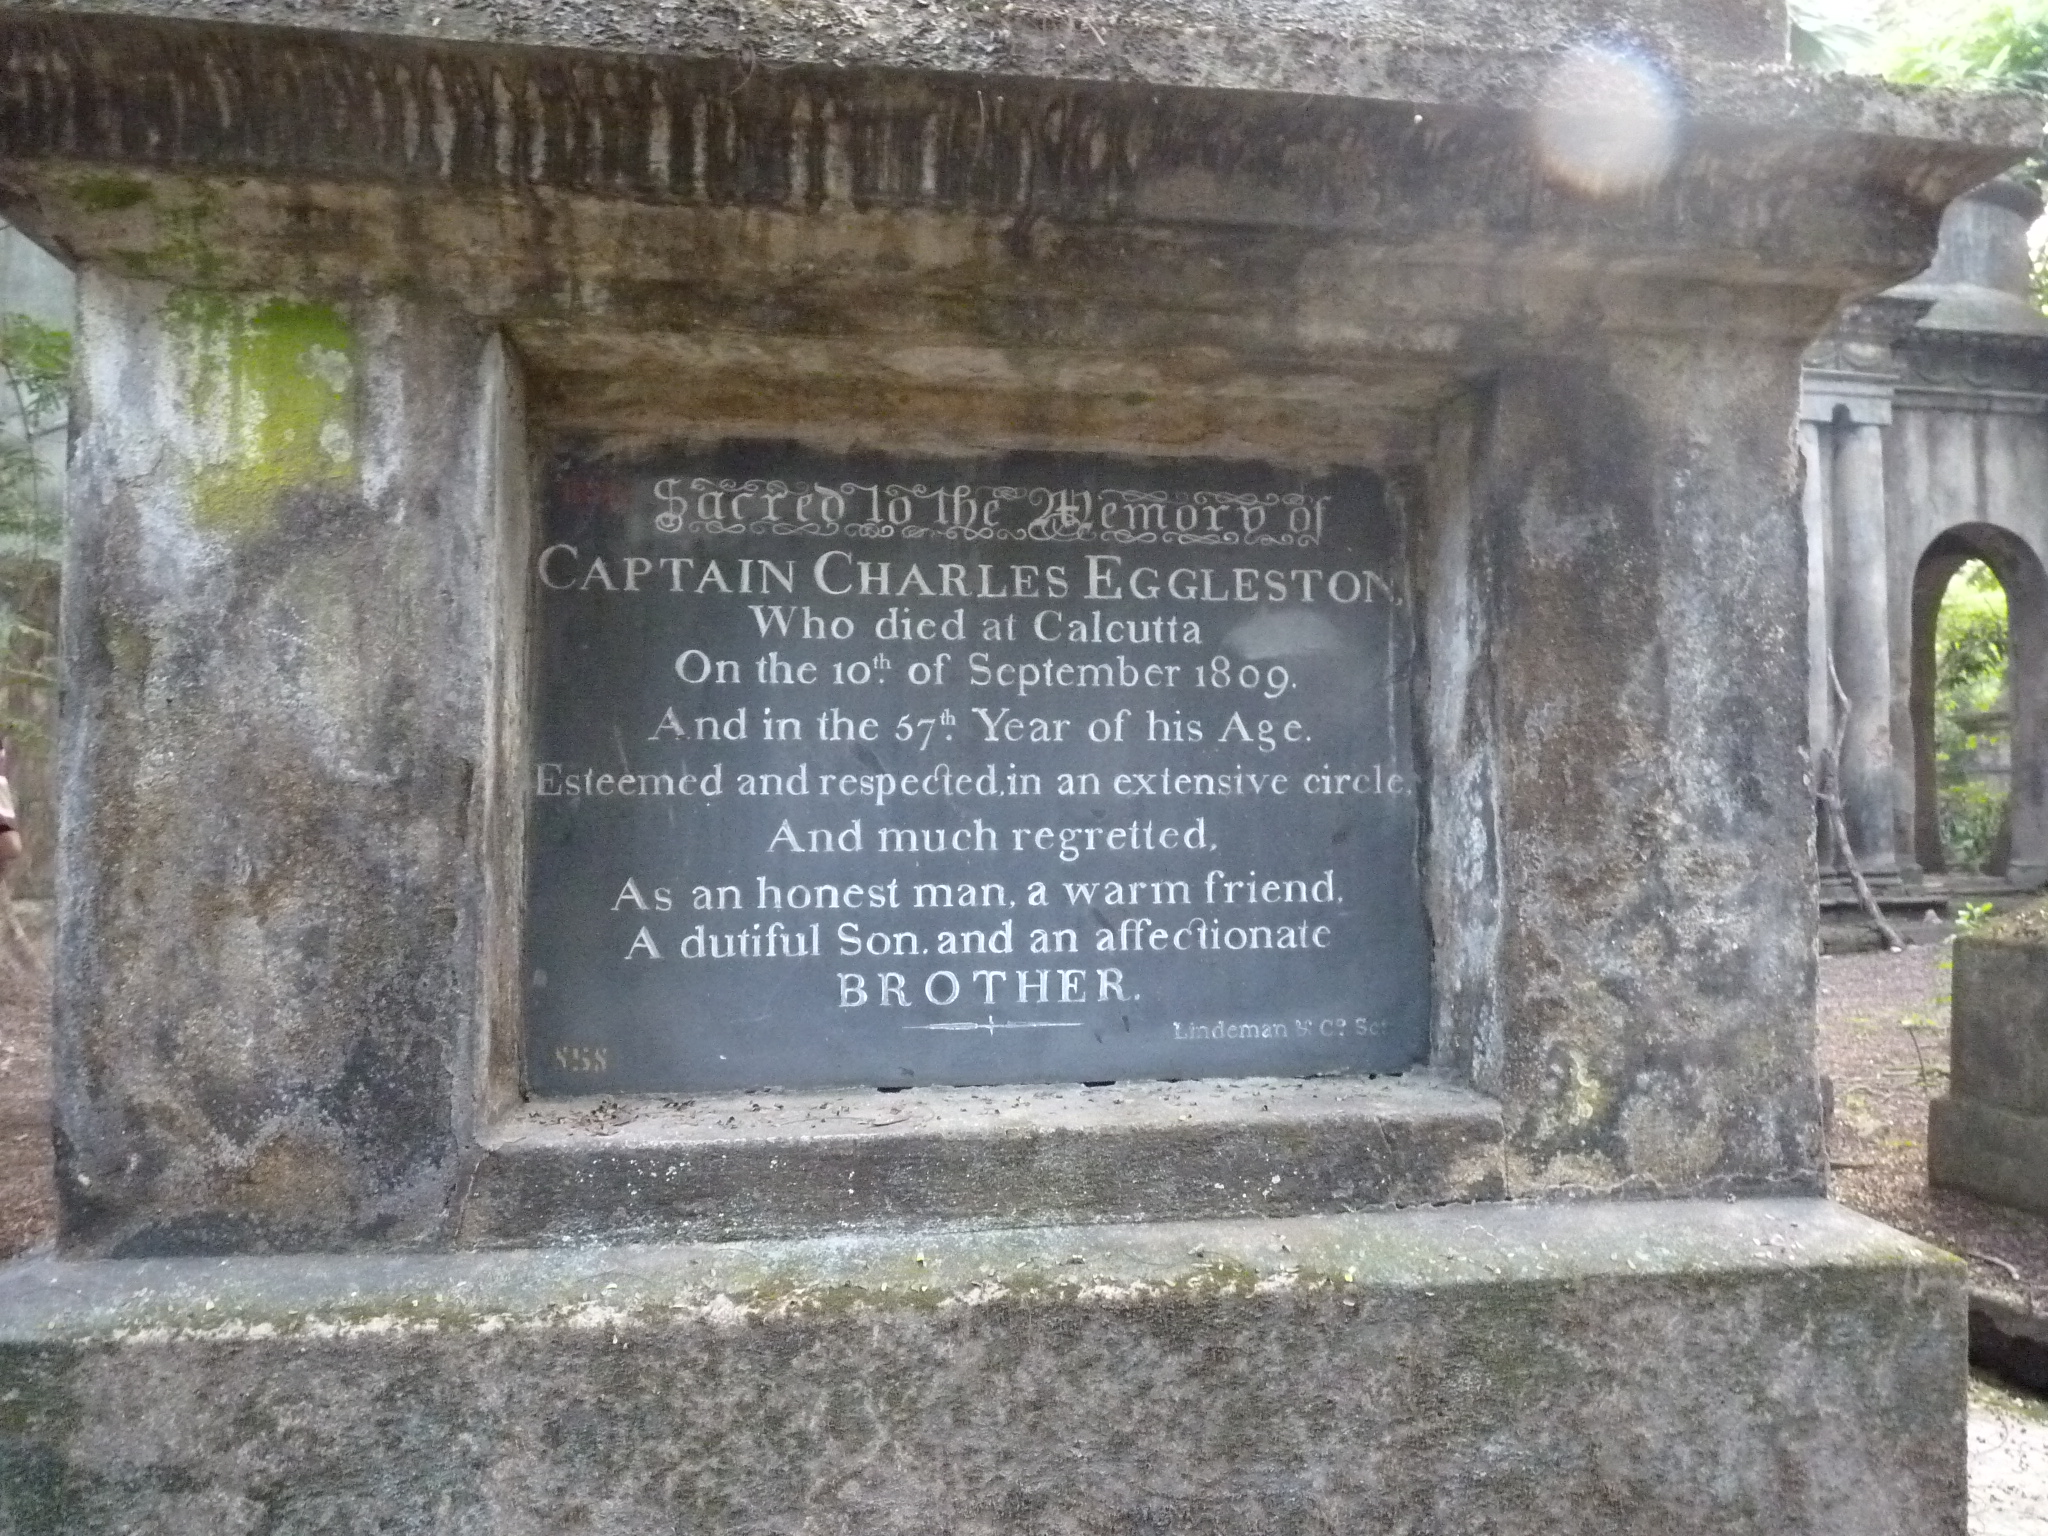 Sacred to the Memory of
CAPTAIN CHARLES EGGLESTON,
Who died at Calcutta
On the 10th. of September 1809.
And in the 57th. Year of his Age.
Esteemed and respected, in an extensive circle,
And much regretted,
As an honest man, a warm friend,
A dutiful Son, and an affectionate
BROTHER.
Lindeman & Co. Sct